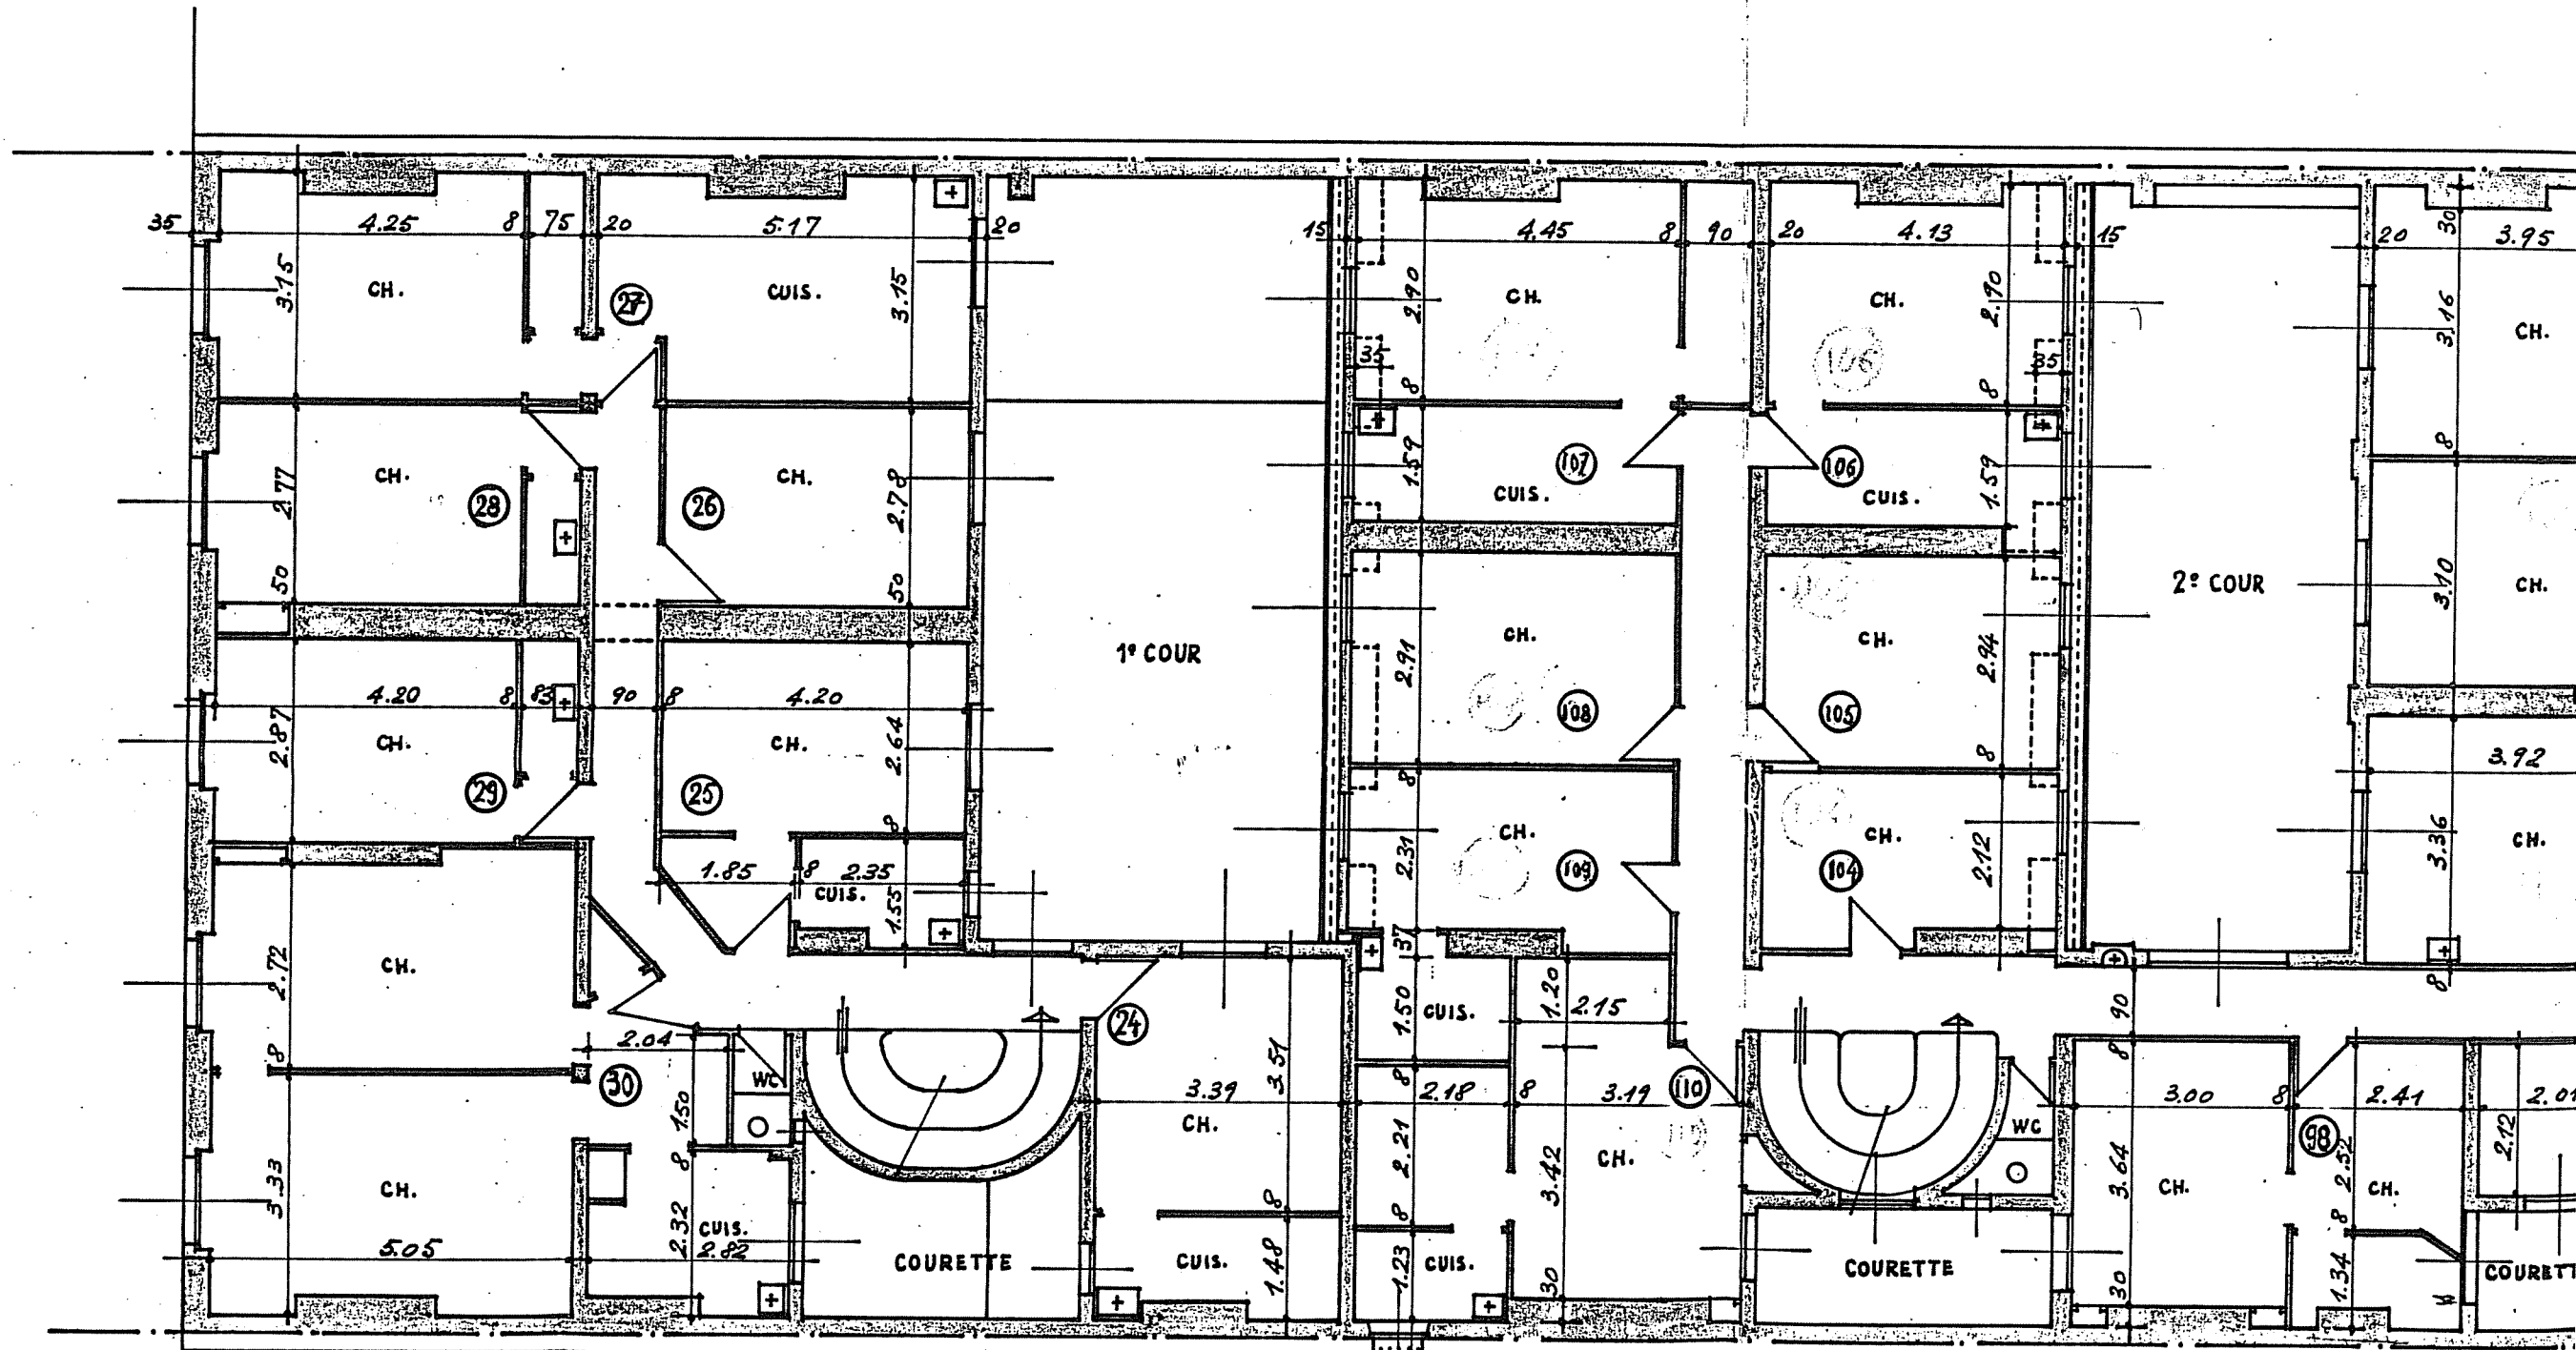 35 4.25 8 75 20 5.17 20
3.15 CH. 27 CUIS. 3.15
CH. 28 26 CH.
2.77 2.78
50 50
4.20 8 83 90 8 4.20
2.87 CH. CH. 2.64
29 25 8
1.85 8 2.35
CUIS. 1.55
CH.
2.72
8 2.04
30 WC
1.50
CH. 8
3.33 2.32 CUIS.
5.05 2.82
1º COUR
24
3.39 3.51
CH.
8
CUIS. 1.48
COURETTE
15 4.45 8 90 20 4.13 15
2.90 CH. CH. 2.90
106
35 35
8 8
1.59 107 106 1.59
CUIS. CUIS.
CH. CH.
2.91 2.94
108 105
8 8
CH. CH.
2.31 109 104 2.12
37
1.50 CUIS. 1.20 2.15
8 2.18 8 3.19 110
2.21 3.42 CH.
8
1.23 CUIS. 30
WC
COURETTE
2º COUR
20 30 3.95
3.16 CH.
8
3.10 CH.
3.92
3.36 CH.
8
90
8 3.00 8 2.41 2.01
98 2.12
3.64 CH. 2.52 CH.
8
30 1.34 COURETT